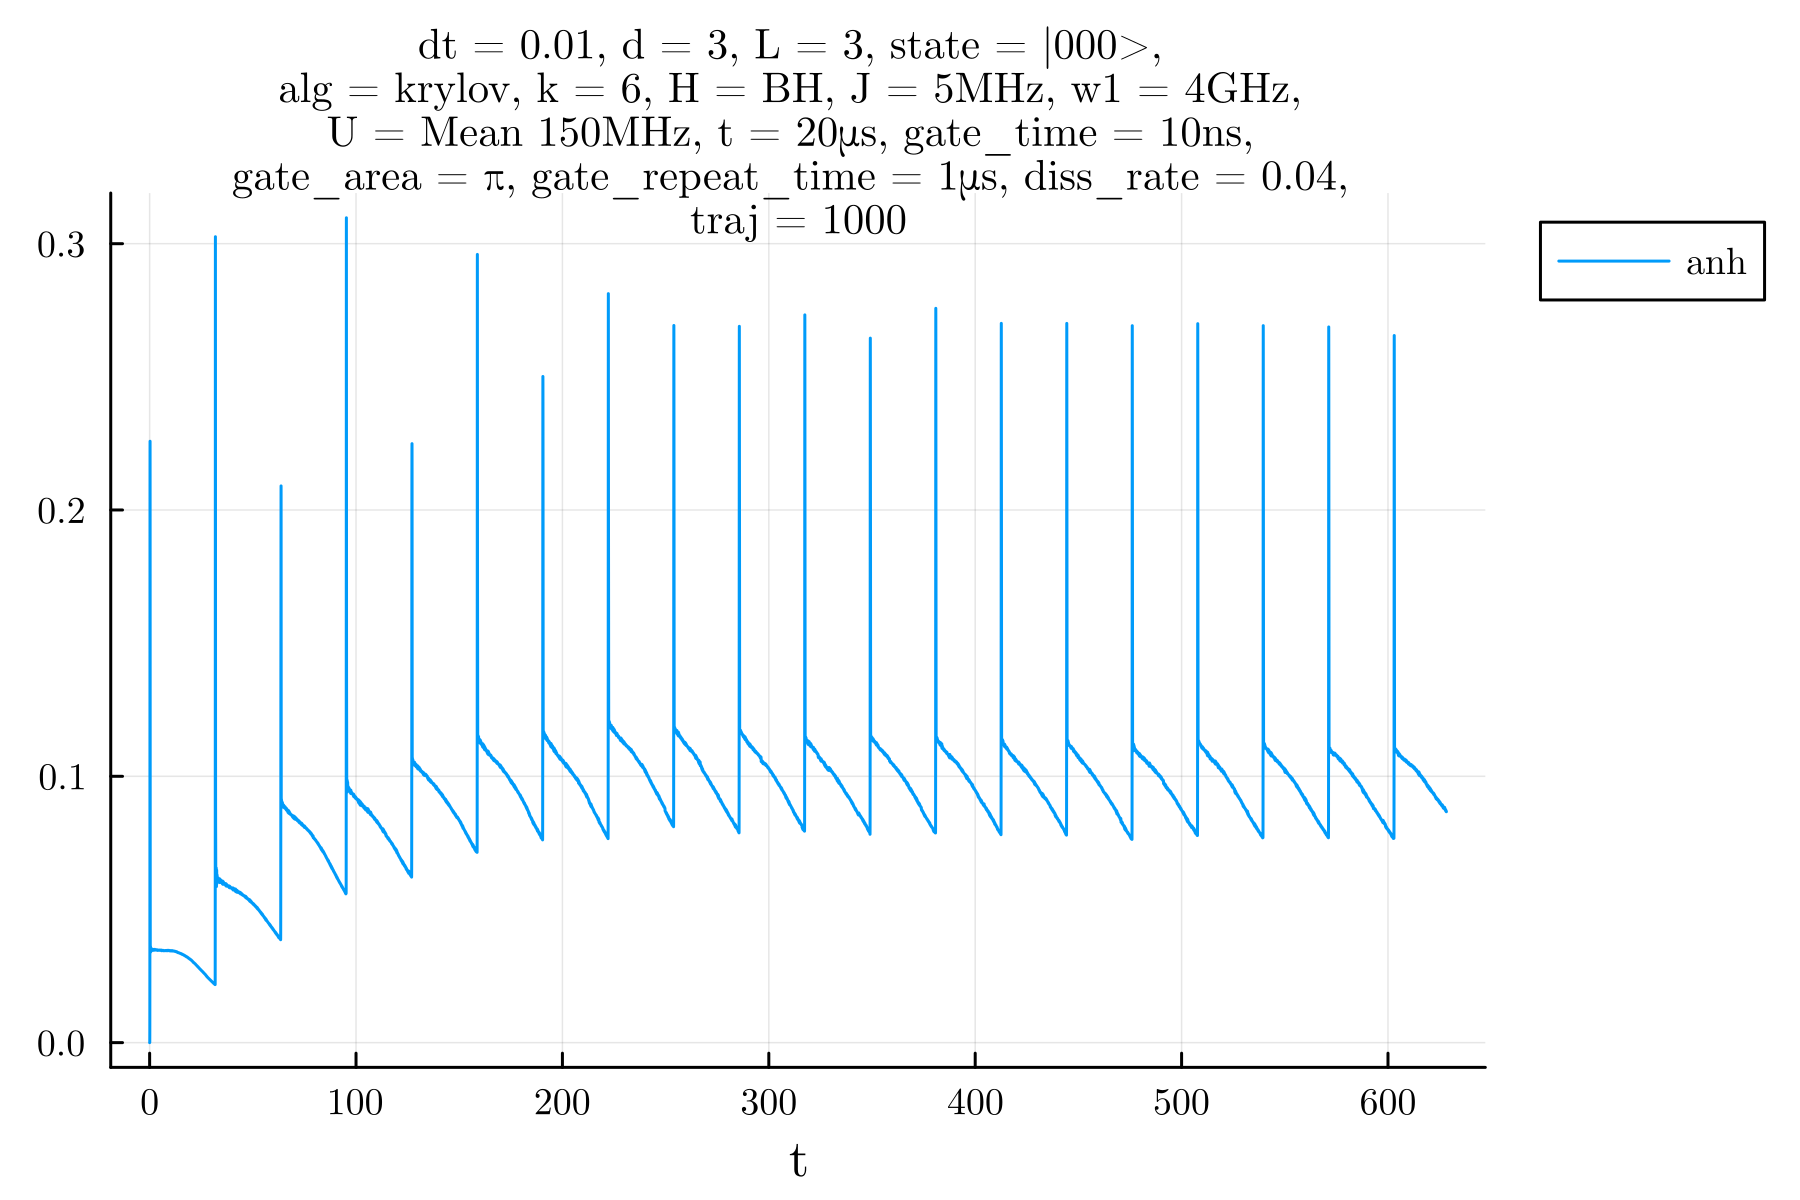 dt = 0.01, d = 3, L = 3, state = |000>,
alg = krylov, k = 6, H = BH, J = 5MHz, w1 = 4GHz,
U = Mean 150MHz, t = 20μs, gate_time = 10ns,
gate_area = π, gate_repeat_time = 1μs, diss_rate = 0.04,
traj = 1000
anh
0.3
0.2
0.1
0.0
0 100 200 300 400 500 600
t